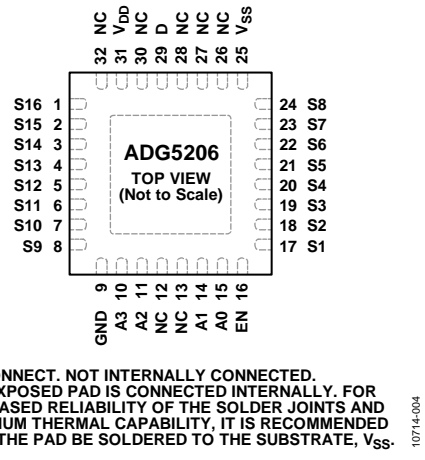 32 NC
31 VDD
30 NC
29 D
28 NC
27 NC
26 NC
25 VSS
S16 1
S15 2
S14 3
S13 4
S12 5
S11 6
S10 7
S9 8
ADG5206
TOP VIEW
(Not to Scale)
24 S8
23 S7
22 S6
21 S5
20 S4
19 S3
18 S2
17 S1
GND 9
A3 10
A2 11
NC 12
NC 13
A1 14
A0 15
EN 16
NOT INTERNALLY CONNECTED.
PAD IS CONNECTED INTERNALLY. FOR
RELIABILITY OF THE SOLDER JOINTS AND
THERMAL CAPABILITY, IT IS RECOMMENDED
THE PAD BE SOLDERED TO THE SUBSTRATE, VSS.
10714-004